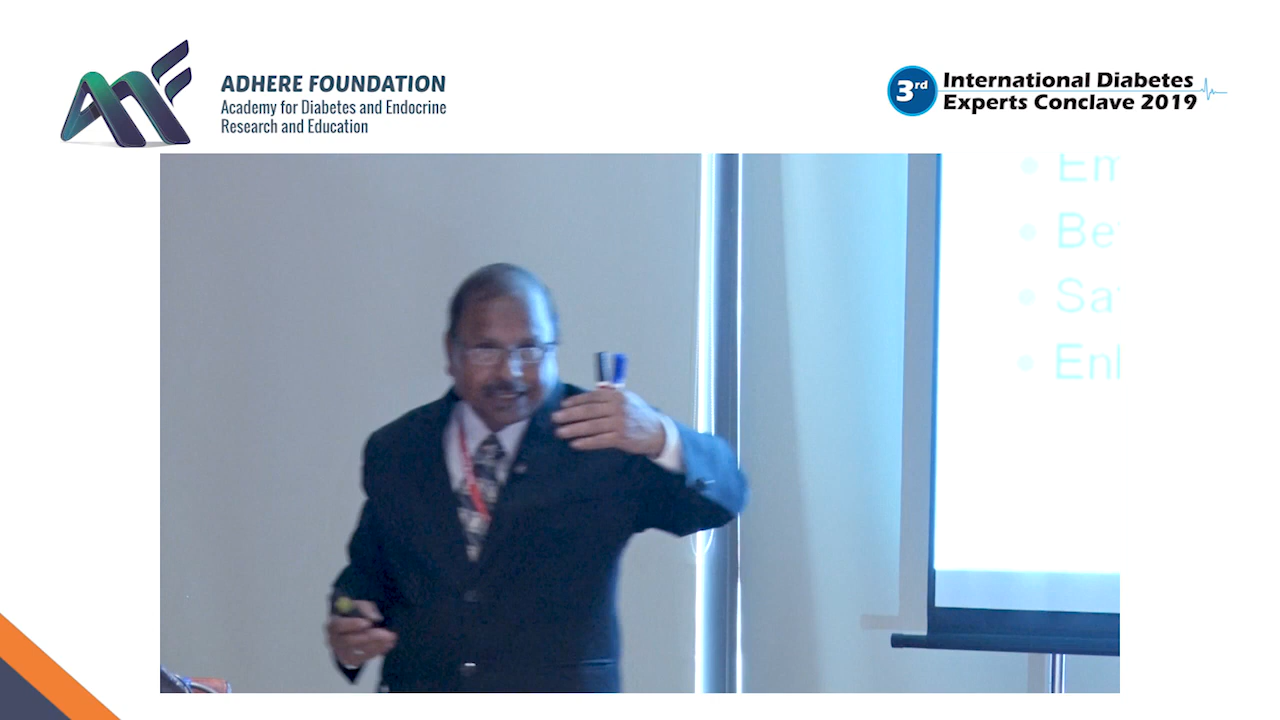 ADHERE FOUNDATION
Academy for Diabetes and Endocrine
Research and Education
3rd
International Diabetes
Experts Conclave 2019